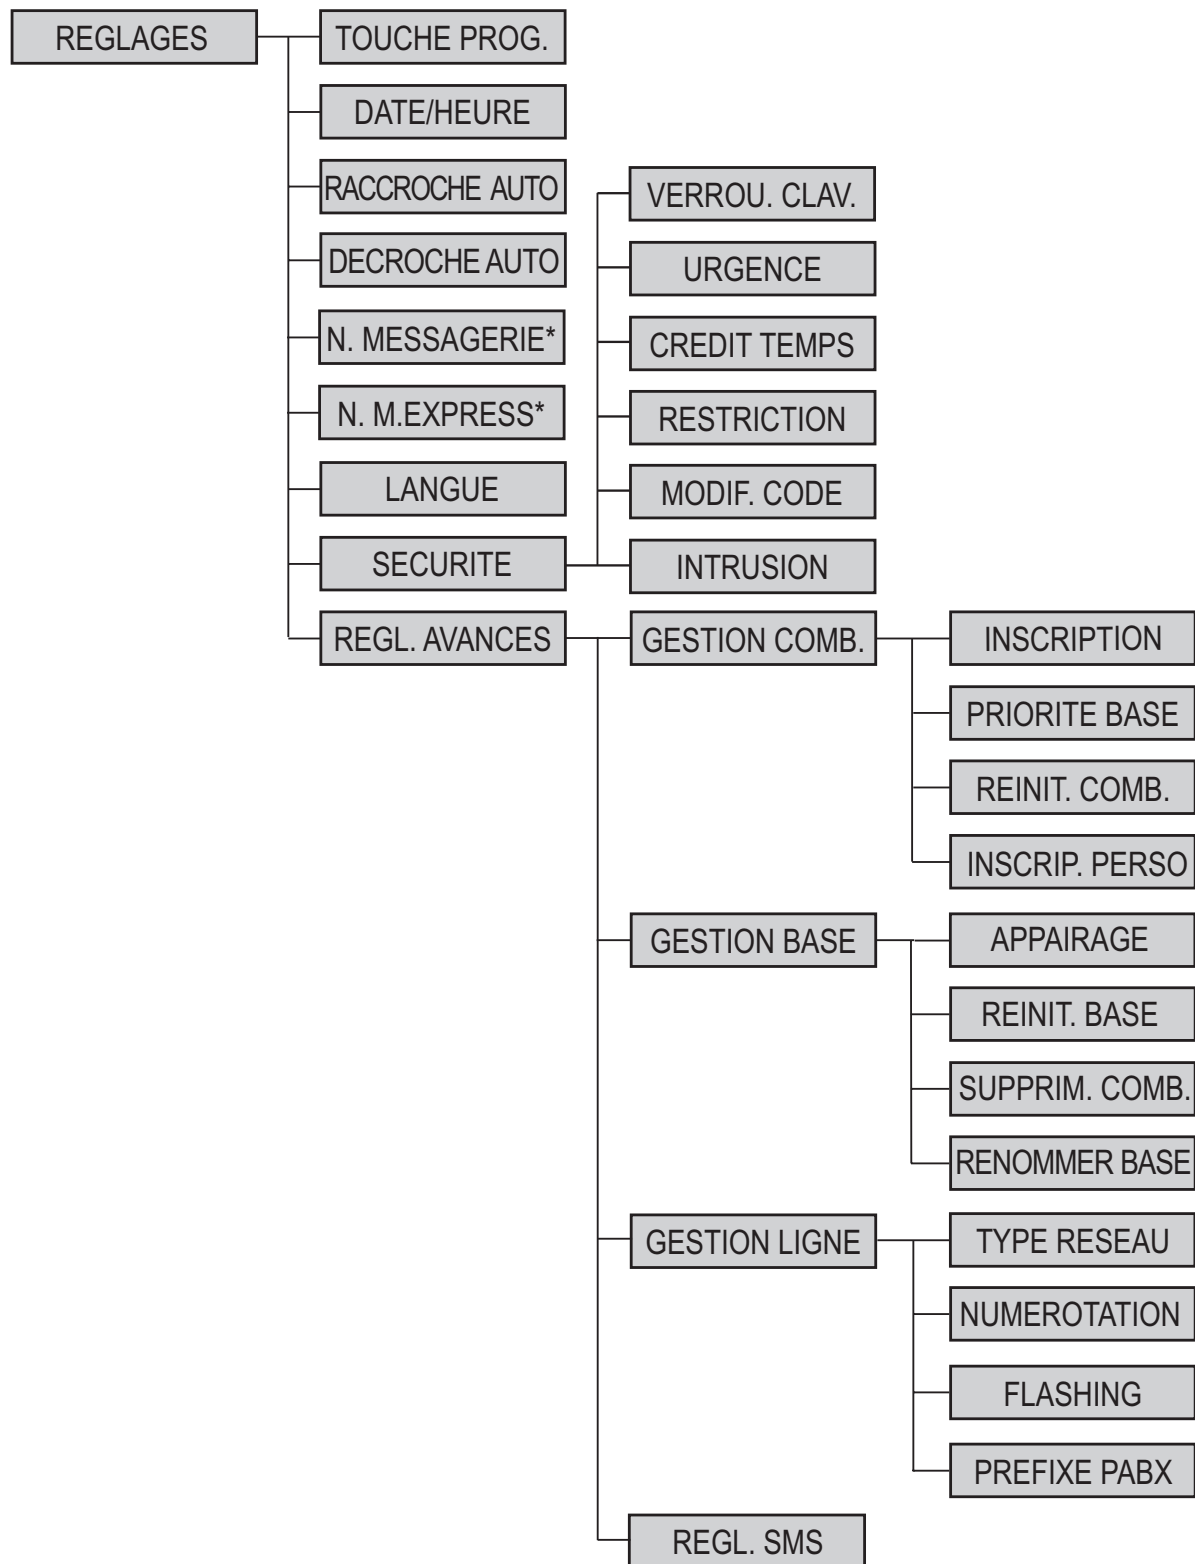 REGLAGES
TOUCHE PROG.
DATE/HEURE
RACCROCHE AUTO
DECROCHE AUTO
N. MESSAGERIE*
N. M.EXPRESS*
LANGUE
SECURITE
VERROU. CLAV.
URGENCE
CREDIT TEMPS
RESTRICTION
MODIF. CODE
INTRUSION
REGL. AVANCES
GESTION COMB.
INSCRIPTION
PRIORITE BASE
REINIT. COMB.
INSCRIP. PERSO
GESTION BASE
APPAIRAGE
REINIT. BASE
SUPPRIM. COMB.
RENOMMER BASE
GESTION LIGNE
TYPE RESEAU
NUMEROTATION
FLASHING
PREFIXE PABX
REGL. SMS